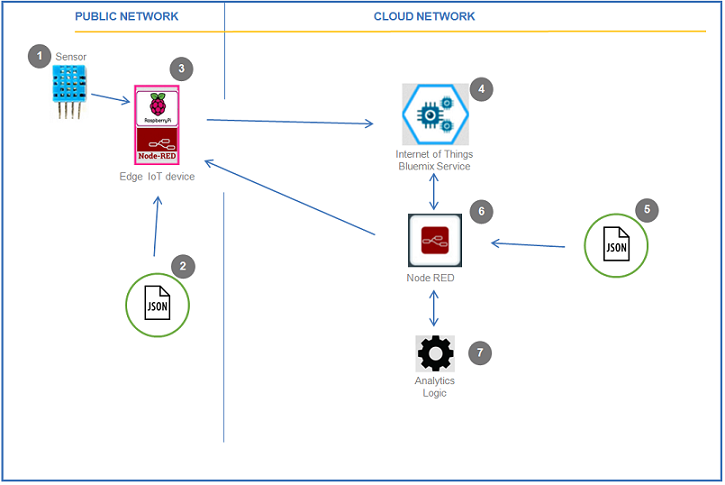 PUBLIC NETWORK
CLOUD NETWORK
1
Sensor
3
RaspberryPi
Node-RED
Edge IoT device
4
Internet of Things
Bluemix Service
2
JSON
6
Node RED
5
JSON
7
Analytics
Logic